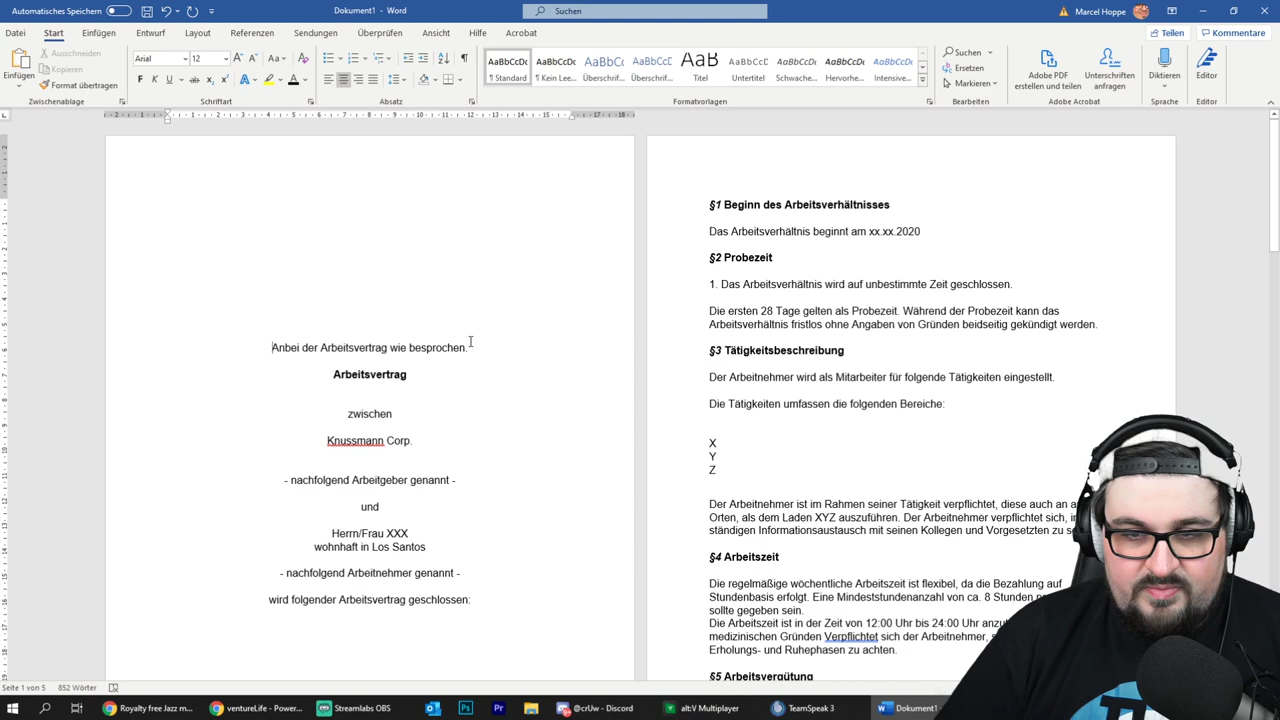 Automatisches Speichern
Dokument1 - Word
Suchen
Marcel Hoppe
Datei Start Einfügen Entwurf Layout Referenzen Sendungen Überprüfen Ansicht Hilfe Acrobat
Teilen Kommentare
Einfügen
Ausschneiden
Kopieren
Format übertragen
Zwischenablage
Arial 12
Schriftart
Absatz
AaBbCcDc AaBbCcDc AaBbCc AaBbCcC AaB AaBbCcC AaBbCcDc AaBbCcDc AaBbCcDc
¶ Standard ¶ Kein Lee... Überschrif... Überschrif... Titel Untertitel Schwache... Hervorhe... Intensive...
Formatvorlagen
Suchen
Ersetzen
Markieren
Bearbeiten
Adobe PDF
erstellen und teilen
Unterschriften
anfragen
Adobe Acrobat
Diktieren
Sprache
Editor
Editor
Anbei der Arbeitsvertrag wie besprochen.
Arbeitsvertrag
zwischen
Knussmann Corp.
- nachfolgend Arbeitgeber genannt -
und
Herrn/Frau XXX
wohnhaft in Los Santos
- nachfolgend Arbeitnehmer genannt -
wird folgender Arbeitsvertrag geschlossen:
§1 Beginn des Arbeitsverhältnisses
Das Arbeitsverhältnis beginnt am xx.xx.2020
§2 Probezeit
1. Das Arbeitsverhältnis wird auf unbestimmte Zeit geschlossen.
Die ersten 28 Tage gelten als Probezeit. Während der Probezeit kann das
Arbeitsverhältnis fristlos ohne Angaben von Gründen beidseitig gekündigt werden.
§3 Tätigkeitsbeschreibung
Der Arbeitnehmer wird als Mitarbeiter für folgende Tätigkeiten eingestellt.
Die Tätigkeiten umfassen die folgenden Bereiche:
X
Y
Z
Der Arbeitnehmer ist im Rahmen seiner Tätigkeit verpflichtet, diese auch an a
Orten, als dem Laden XYZ auszuführen. Der Arbeitnehmer verpflichtet sich, i
ständigen Informationsaustausch mit seinen Kollegen und Vorgesetzten zu s
§4 Arbeitszeit
Die regelmäßige wöchentliche Arbeitszeit ist flexibel, da die Bezahlung auf
Stundenbasis erfolgt. Eine Mindeststundenanzahl von ca. 8 Stunden
sollte gegeben sein.
Die Arbeitszeit ist in der Zeit von 12:00 Uhr bis 24:00 Uhr
medizinischen Gründen Verpflichtet sich der Arbeitnehmer,
Erholungs- und Ruhephasen zu achten.
§5 Arbeitsvergütung
Seite 1 von 5 852 Wörter
Royalty free Jazz m... ventureLife - Power... Streamlabs OBS @crUw - Discord alt:V Multiplayer TeamSpeak 3 Dokument1 -